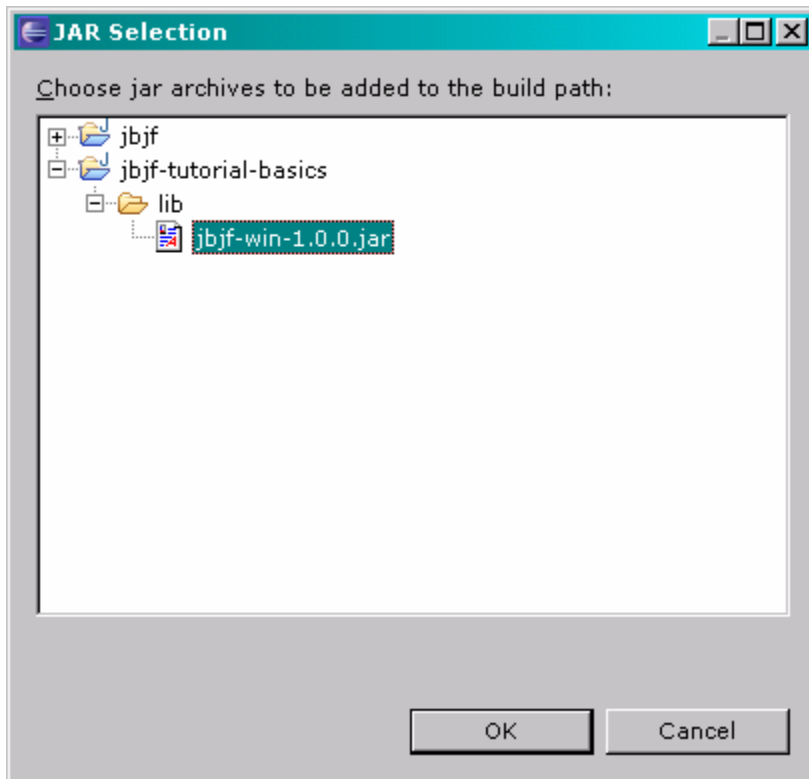 JAR Selection
Choose jar archives to be added to the build path:
jbjf
jbjf-tutorial-basics
lib
jbjf-win-1.0.0.jar
OK Cancel